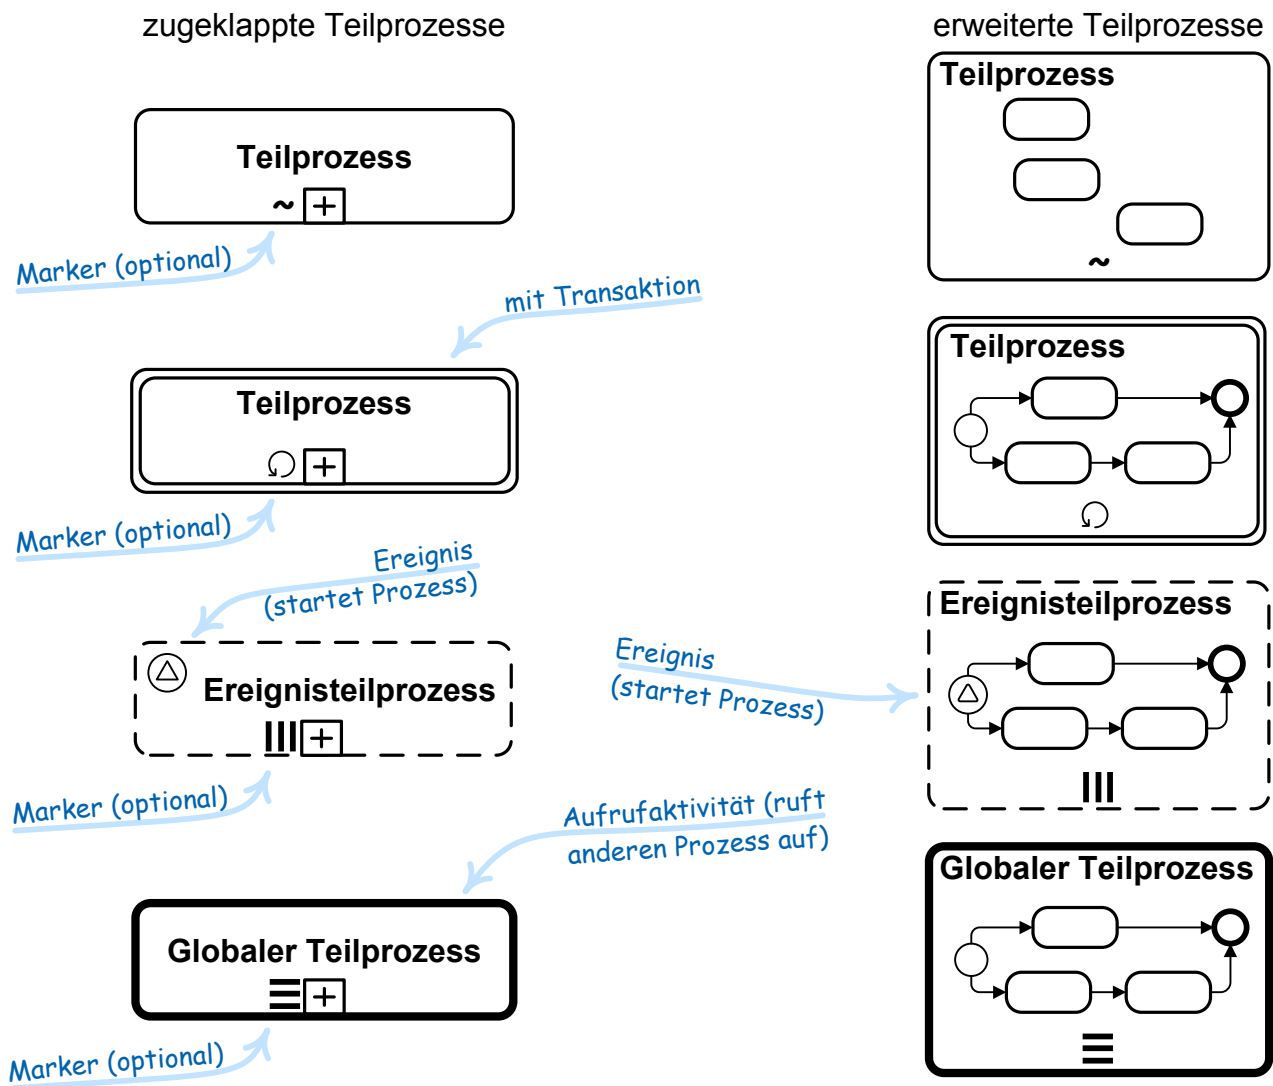 zugeklappte Teilprozesse
erweiterte Teilprozesse
Teilprozess
Teilprozess
~
Marker (optional)
~
mit Transaktion
Teilprozess
Teilprozess
Marker (optional)
Ereignis
(startet Prozess)
Ereignisteilprozess
Ereignis
(startet Prozess)
Ereignisteilprozess
Marker (optional)
Aufrufaktivität (ruft
anderen Prozess auf)
Globaler Teilprozess
Globaler Teilprozess
Marker (optional)